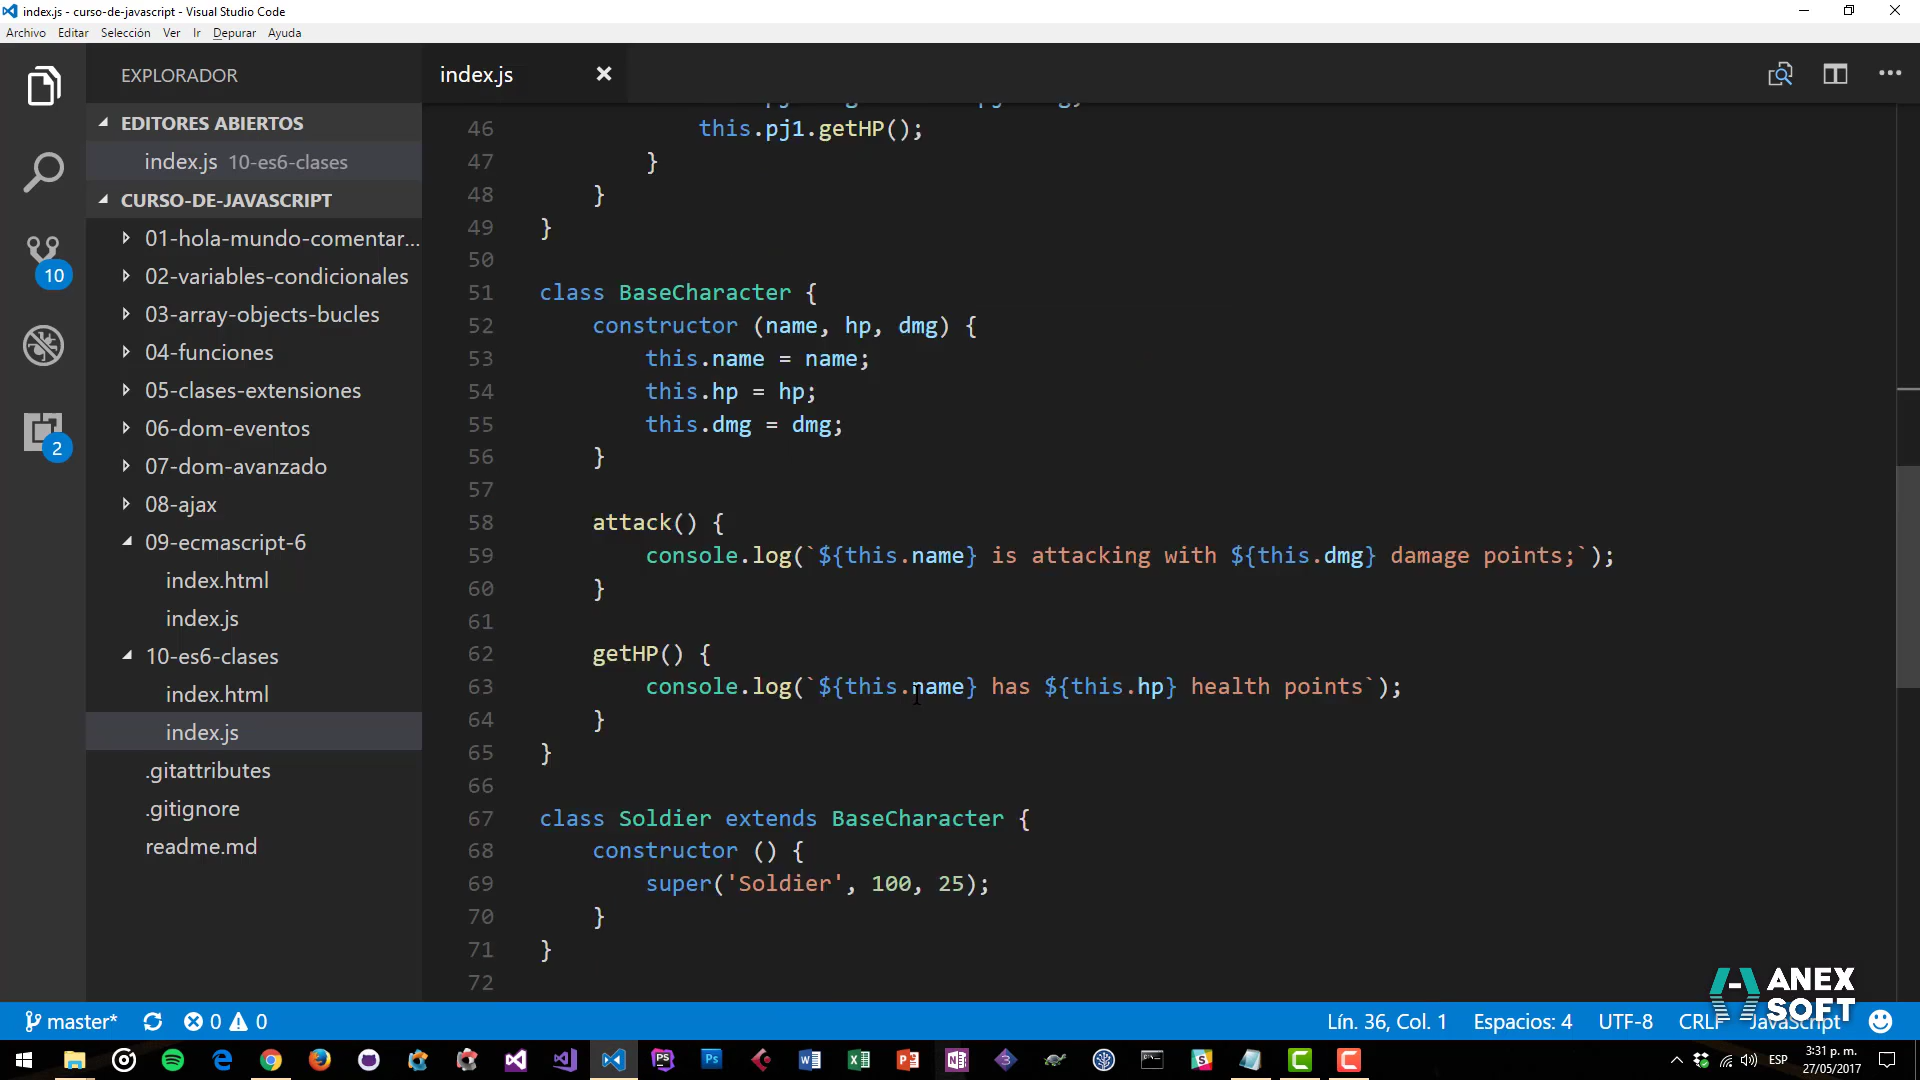 index.js - curso-de-javascript - Visual Studio Code
Archivo Editar Selección Ver Ir Depurar Ayuda
EXPLORADOR
EDITORES ABIERTOS
index.js 10-es6-clases
CURSO-DE-JAVASCRIPT
01-hola-mundo-comentar...
02-variables-condicionales
03-array-objects-bucles
04-funciones
05-clases-extensiones
06-dom-eventos
07-dom-avanzado
08-ajax
09-ecmascript-6
index.html
index.js
10-es6-clases
index.html
index.js
.gitattributes
.gitignore
readme.md
10
2
index.js
46 this.pj1.getHP();
47 }
48 }
49 }
50
51 class BaseCharacter {
52 constructor (name, hp, dmg) {
53 this.name = name;
54 this.hp = hp;
55 this.dmg = dmg;
56 }
57
58 attack() {
59 console.log(`${this.name} is attacking with ${this.dmg} damage points;`);
60 }
61
62 getHP() {
63 console.log(`${this.name} has ${this.hp} health points`);
64 }
65 }
66
67 class Soldier extends BaseCharacter {
68 constructor () {
69 super('Soldier', 100, 25);
70 }
71 }
72
ANEX
SOFT
master* 0 0 Lín. 36, Col. 1 Espacios: 4 UTF-8 CRLF JavaScript
ESP
3:31 p. m.
27/05/2017